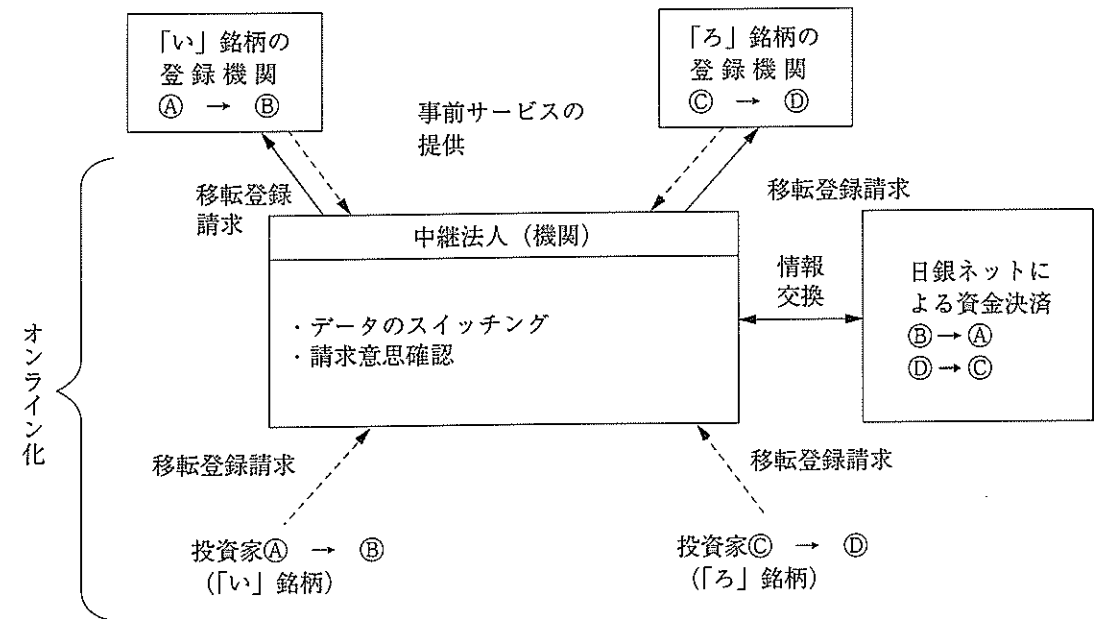 「い」銘柄の
登録機関
Ⓐ → Ⓑ
「ろ」銘柄の
登録機関
Ⓒ → Ⓓ
事前サービスの
提供
移転登録
請求
移転登録請求
中継法人（機関）
・データのスイッチング
・請求意思確認
情報
交換
日銀ネットに
よる資金決済
Ⓑ→Ⓐ
Ⓓ→Ⓒ
オンライン化
移転登録請求
移転登録請求
投資家Ⓐ → Ⓑ
（「い」銘柄）
投資家Ⓒ → Ⓓ
（「ろ」銘柄）